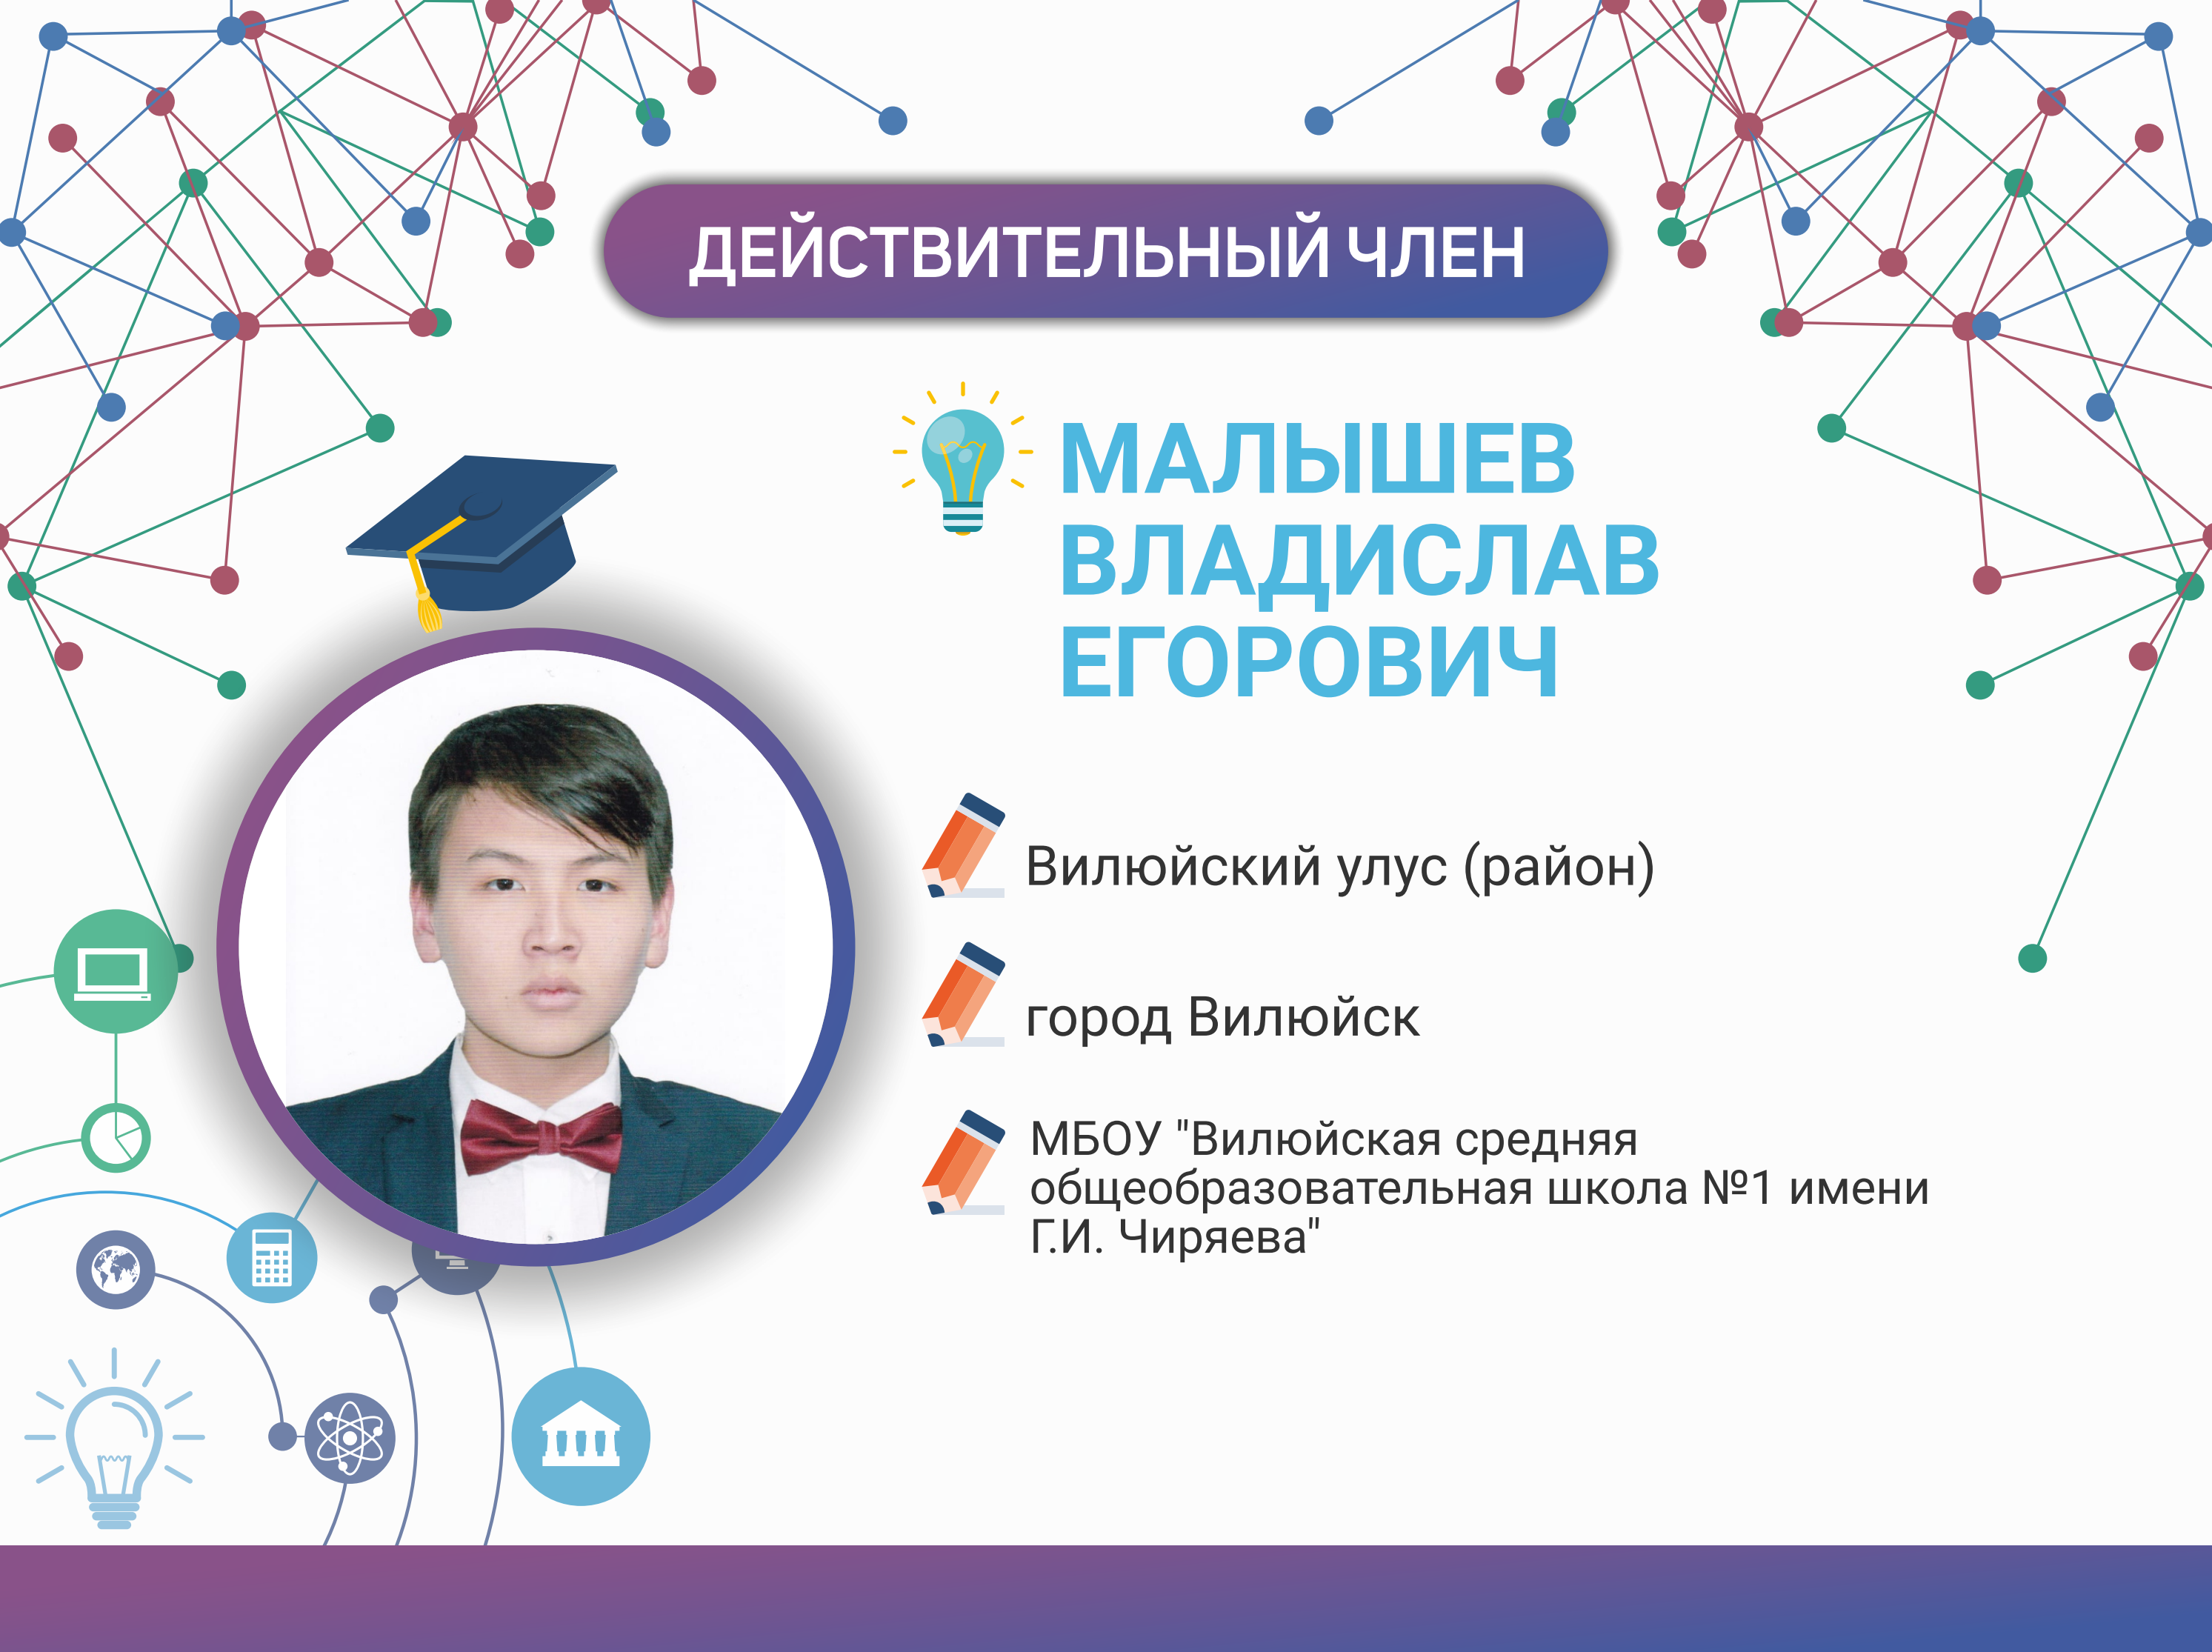 ДЕЙСТВИТЕЛЬНЫЙ ЧЛЕН
МАЛЫШЕВ
ВЛАДИСЛАВ
ЕГОРОВИЧ
Вилюйский улус (район)
город Вилюйск
МБОУ "Вилюйская средняя
общеобразовательная школа №1 имени
Г.И. Чиряева"